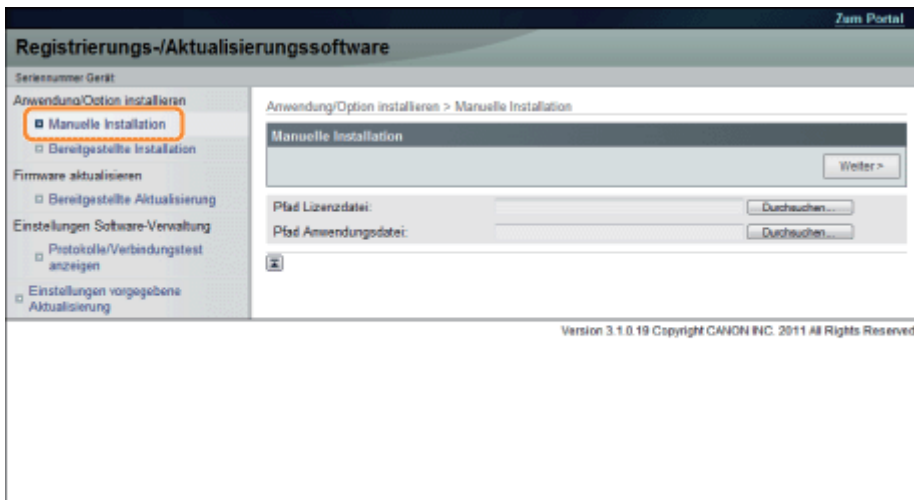 Zum Portal
Registrierungs-/Aktualisierungssoftware
Seriennummer Gerät:
Anwendung/Option installieren
Manuelle Installation
Bereitgestellte Installation
Firmware aktualisieren
Bereitgestellte Aktualisierung
Einstellungen Software-Verwaltung
Protokolle/Verbindungstest
anzeigen
Einstellungen vorgegebene
Aktualisierung
Anwendung/Option installieren > Manuelle Installation
Manuelle Installation
Weiter >
Pfad Lizenzdatei:
Durchsuchen...
Pfad Anwendungsdatei:
Durchsuchen...
Version 3.1.0.19 Copyright CANON INC. 2011 All Rights Reserved